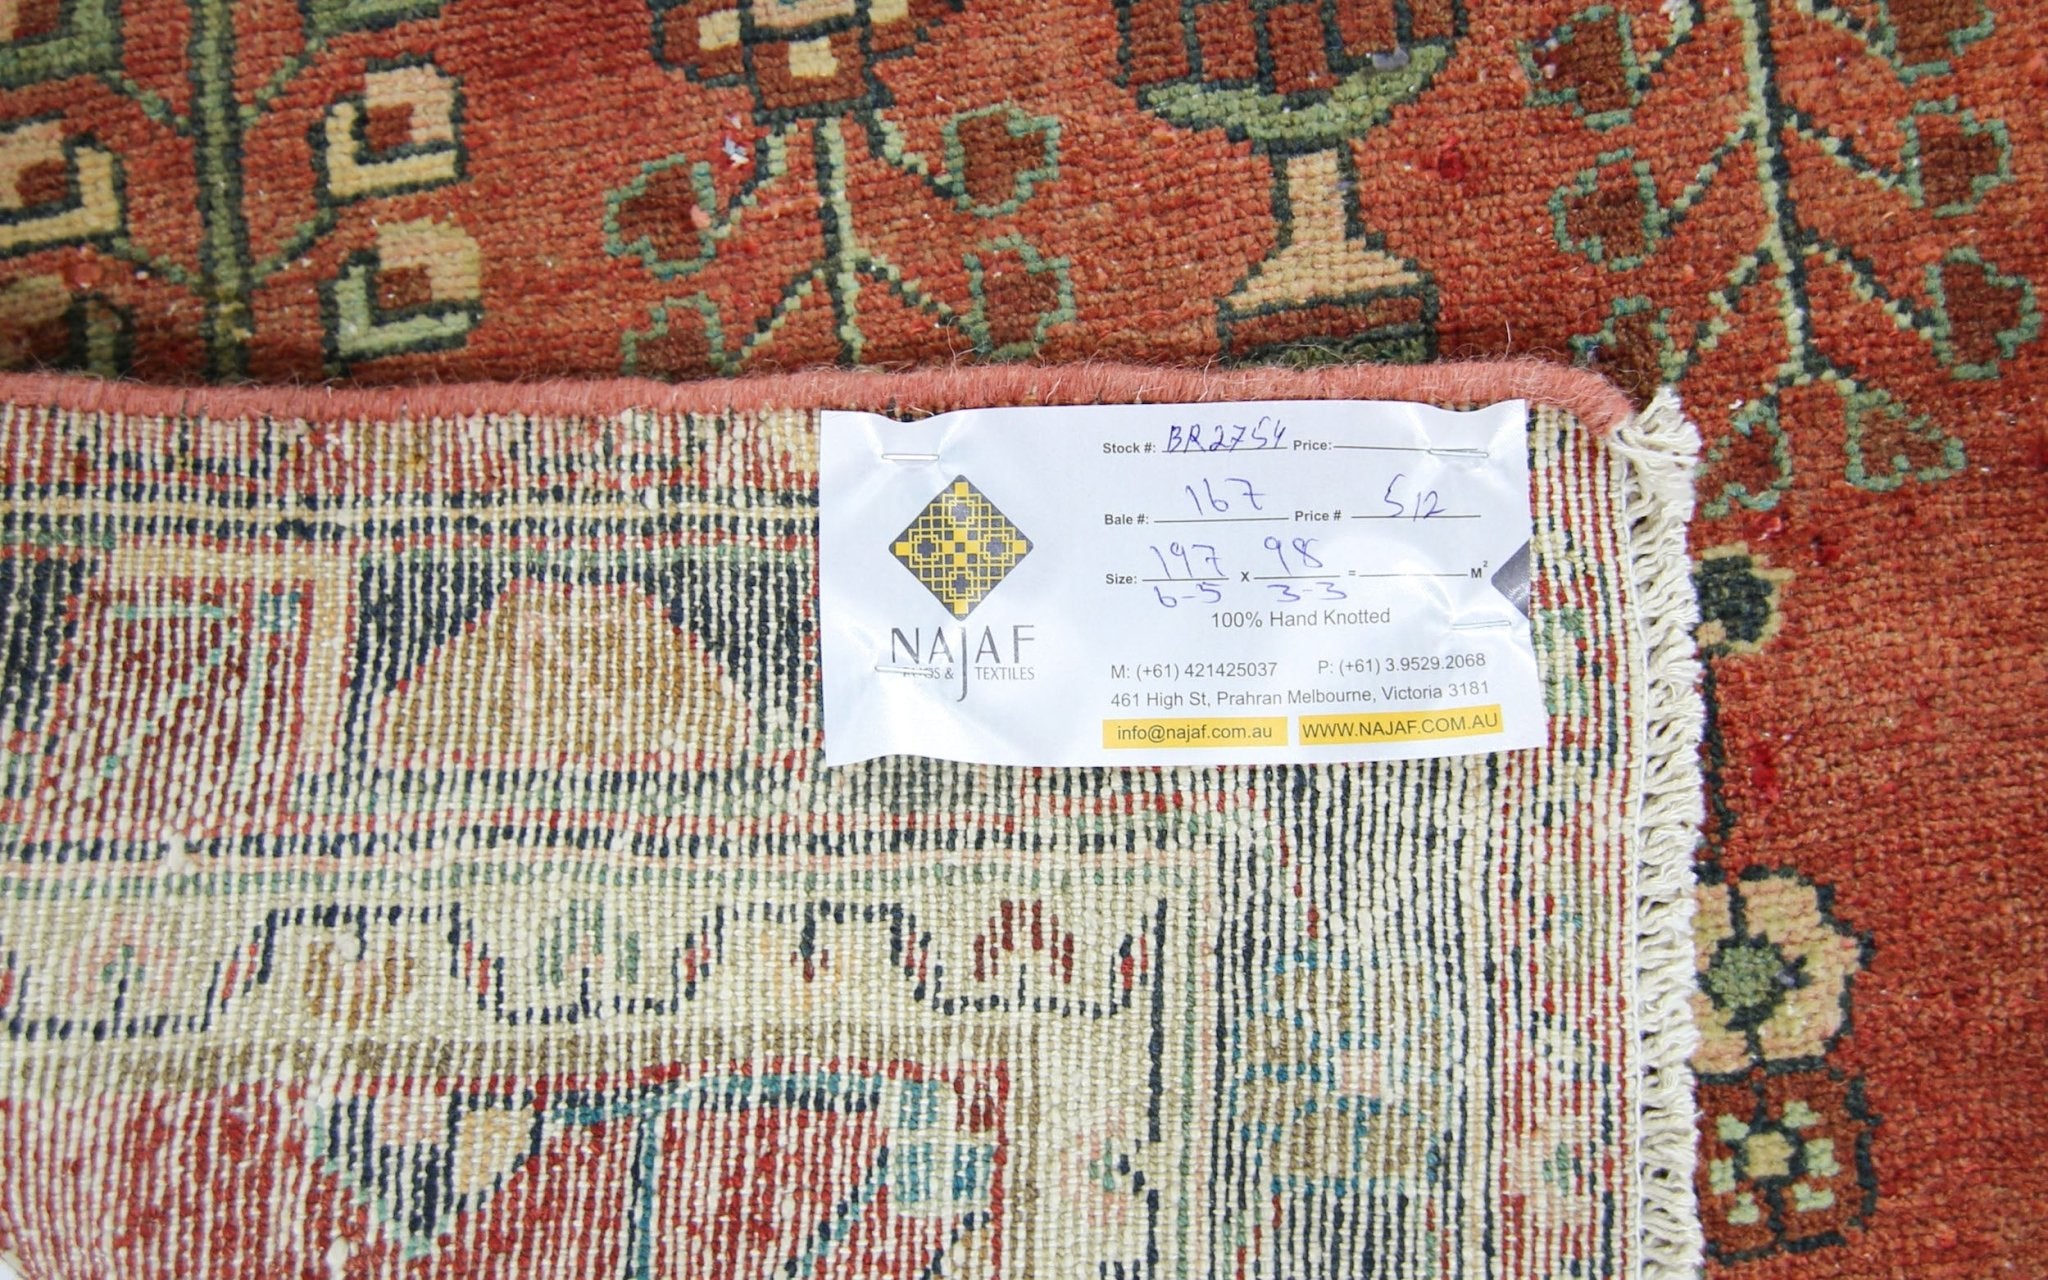 Stock #: BR2754 Price:
Bale #: 167 Price # 512
Size: 197 x 98 = M²
6-5 3-3
100% Hand Knotted
NAJAF
RUGS & TEXTILES
M: (+61) 421425037 P: (+61) 3.9529.2068
461 High St, Prahran Melbourne, Victoria 3181
info@najaf.com.au WWW.NAJAF.COM.AU